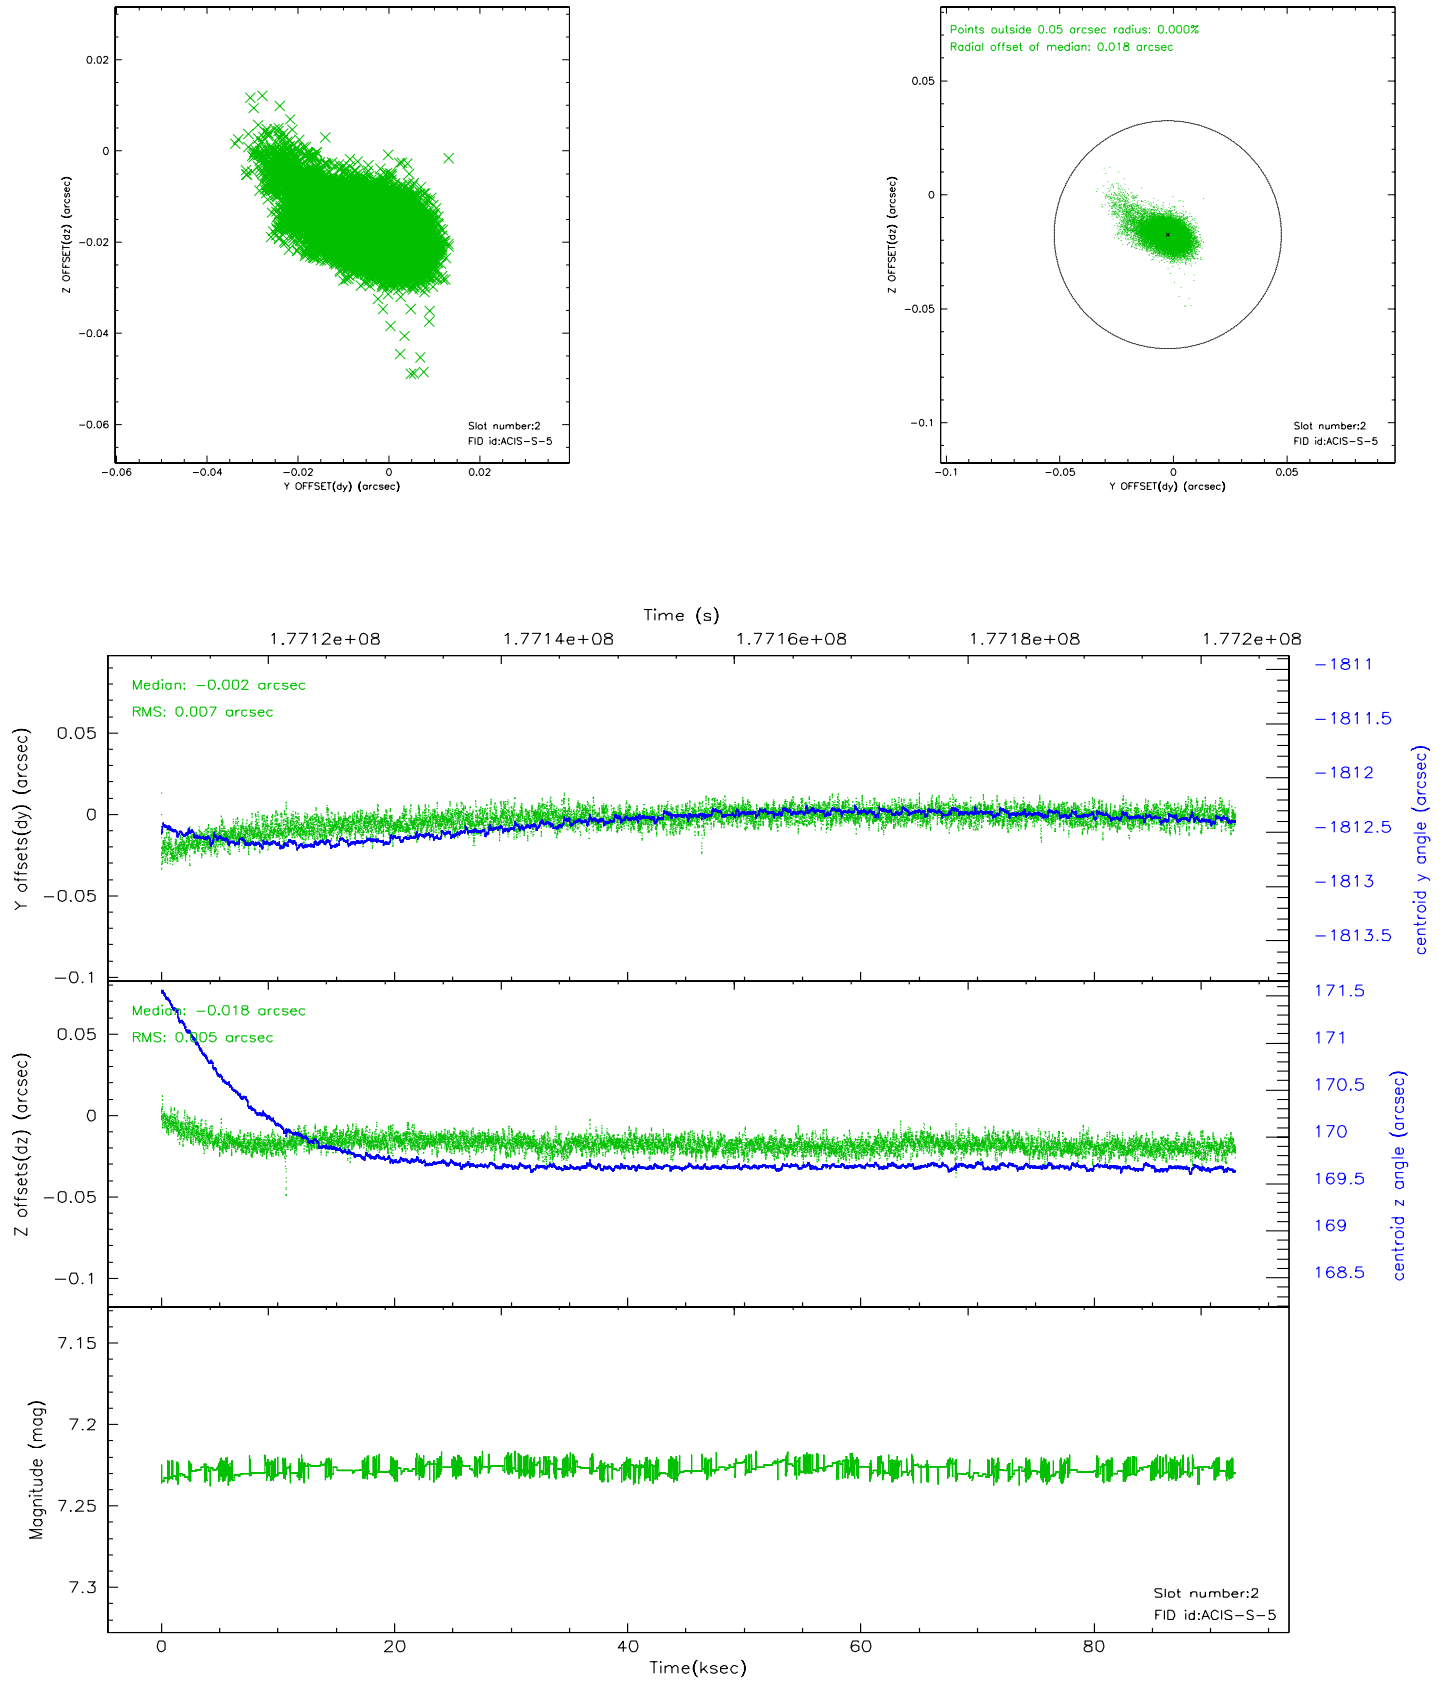 0.02
0
-0.02
-0.04
-0.06
-0.06
-0.04
-0.02
0
0.02
Z OFFSET(dz) (arcsec)
Y OFFSET(dy) (arcsec)
Slot number:2
FID id:ACIS-S-5
Points outside 0.05 arcsec radius: 0.000%
Radial offset of median: 0.018 arcsec
0.05
0
-0.05
-0.1
-0.1
-0.05
0
0.05
Z OFFSET(dz) (arcsec)
Y OFFSET(dy) (arcsec)
Slot number:2
FID id:ACIS-S-5
Time (s)
1.7712e+08
1.7714e+08
1.7716e+08
1.7718e+08
1.772e+08
Median: -0.002 arcsec
RMS: 0.007 arcsec
0.05
0
-0.05
-0.1
Y offsets(dy) (arcsec)
-1811
-1811.5
-1812
-1812.5
-1813
-1813.5
centroid y angle (arcsec)
Median: -0.018 arcsec
RMS: 0.005 arcsec
0.05
0
-0.05
-0.1
Z offsets(dz) (arcsec)
171.5
171
170.5
170
169.5
169
168.5
centroid z angle (arcsec)
7.15
7.2
7.25
7.3
Magnitude (mag)
Slot number:2
FID id:ACIS-S-5
0
20
40
60
80
Time(ksec)